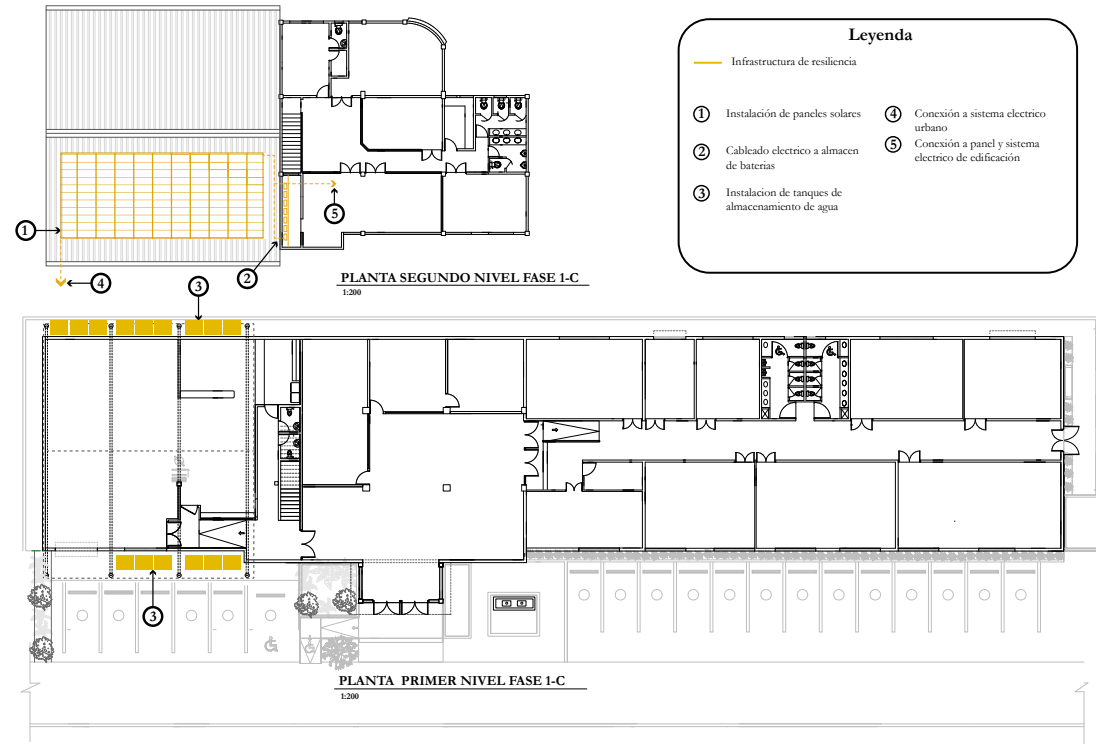 Leyenda
Infrastructura de resiliencia
1 Instalación de paneles solares
2 Cableado electrico a almacen
de baterias
3 Instalacion de tanques de
almacenamiento de agua
4 Conexión a sistema electrico
urbano
5 Conexión a panel y sistema
electrico de edificación
1
2
3
4
5
PLANTA SEGUNDO NIVEL FASE 1-C
1:200
3
PLANTA PRIMER NIVEL FASE 1-C
1:200